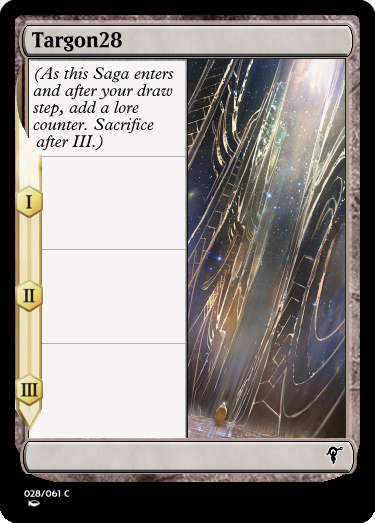 Targon28
(As this Saga enters
and after your draw
step, add a lore
counter. Sacrifice
after III.)
I
II
III
028/061 C